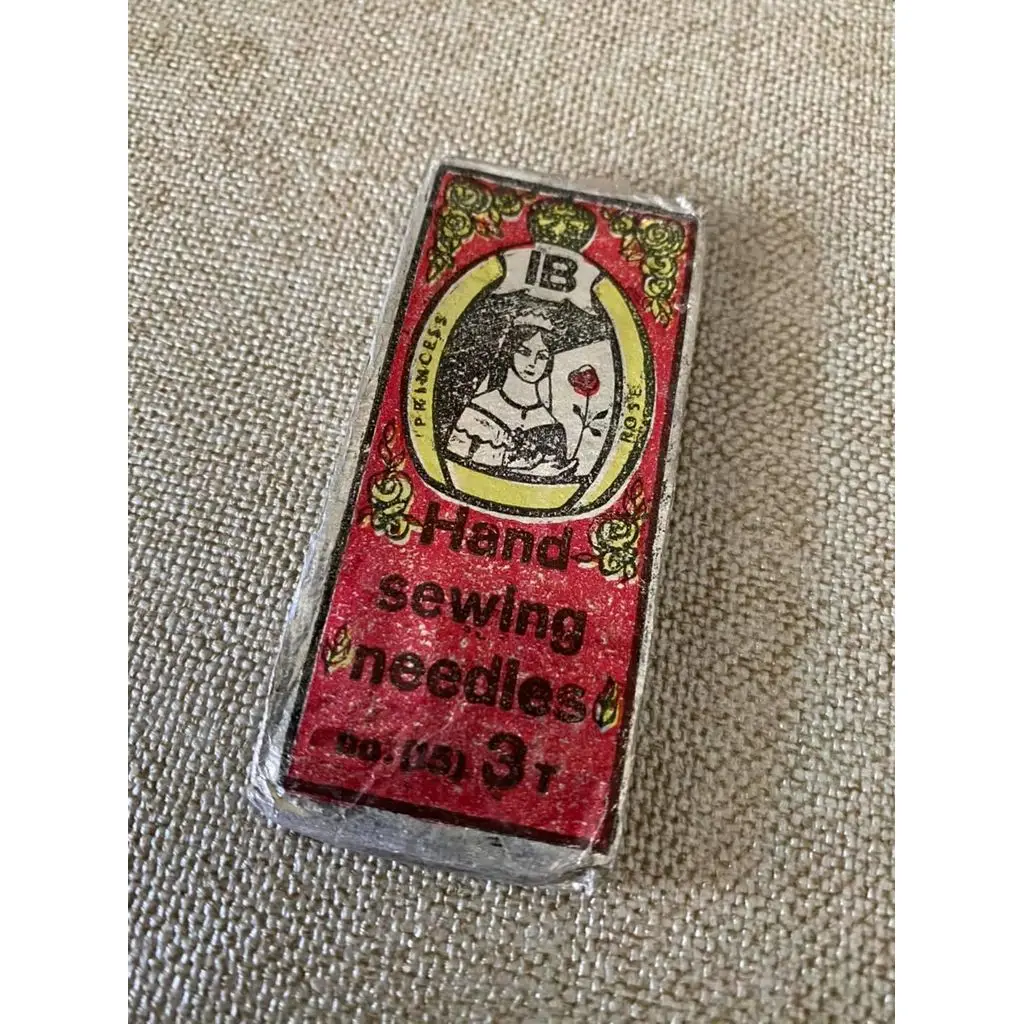 IB
PRINCESS
ROSE
Hand
sewing
needles
no. (15) 3 T